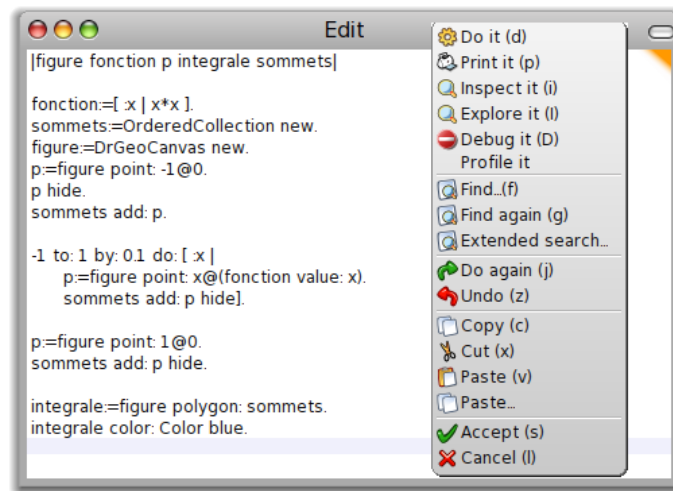 Edit
|figure fonction p integrale sommets|
fonction:=[ :x | x*x ].
sommets:=OrderedCollection new.
figure:=DrGeoCanvas new.
p:=figure point: -1@0.
p hide.
sommets add: p.
-1 to: 1 by: 0.1 do: [ :x |
p:=figure point: x@(fonction value: x).
sommets add: p hide].
p:=figure point: 1@0.
sommets add: p hide.
integrale:=figure polygon: sommets.
integrale color: Color blue.
Do it (d)
Print it (p)
Inspect it (i)
Explore it (I)
Debug it (D)
Profile it
Find...(f)
Find again (g)
Extended search...
Do again (j)
Undo (z)
Copy (c)
Cut (x)
Paste (v)
Paste...
Accept (s)
Cancel (l)